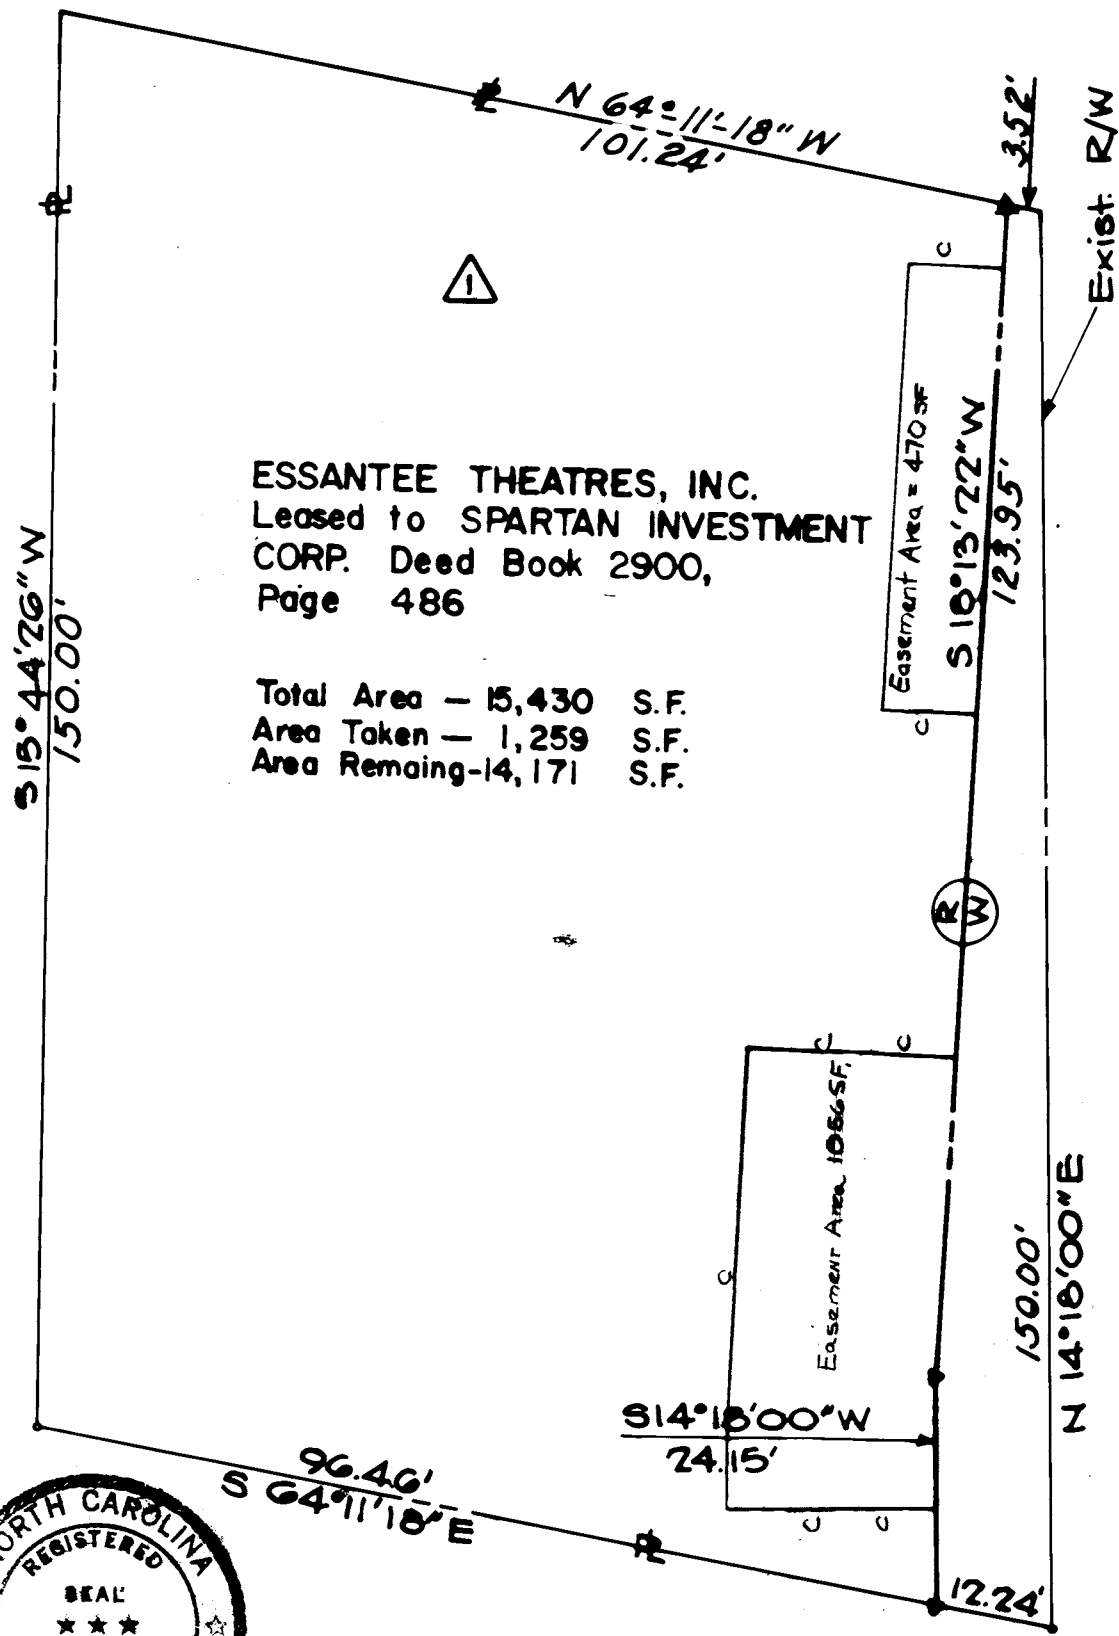 N 64°-11'-18" W
101.24'
3.52'
Exist. R/W
℄
1
S 15°44'26" W
150.00'
ESSANTEE THEATRES, INC.
Leased to SPARTAN INVESTMENT
CORP. Deed Book 2900,
Page 486
Total Area — 15,430 S.F.
Area Taken — 1,259 S.F.
Area Remaing-14,171 S.F.
C
Easement Area = 470 SF
S 18°13'22" W
123.95'
C
R
W
C
C
Easement Area 1056 SF.
C
S14°18'00" W
24.15'
C
C
150.00'
N 14°18'00" E
96.46'
S 64°11'18" E
12.24'
NORTH CAROLINA
REGISTERED
SEAL